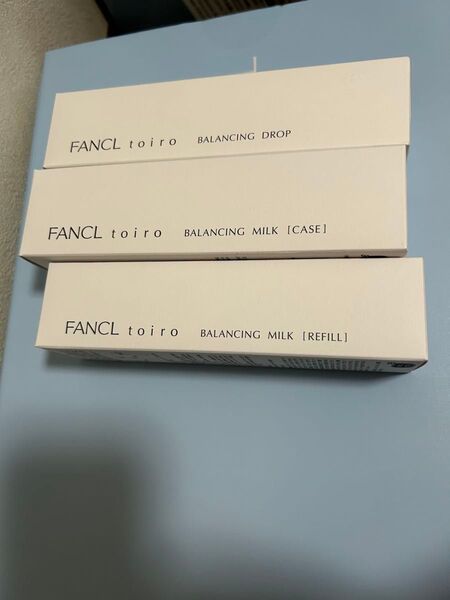 FANCL toiro BALANCING DROP
FANCL toiro BALANCING MILK [CASE]
FANCL toiro BALANCING MILK [REFILL]